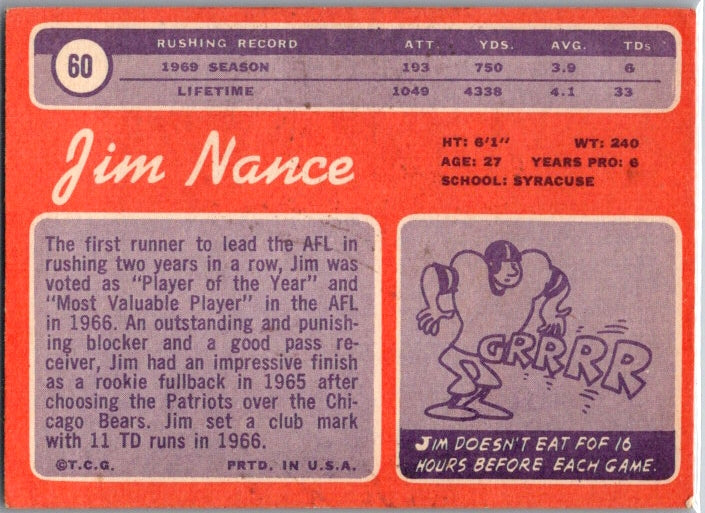 60
RUSHING RECORD ATT. YDS. AVG. TDs
1969 SEASON 193 750 3.9 6
LIFETIME 1049 4338 4.1 33
Jim Nance
HT: 6'1" WT: 240
AGE: 27 YEARS PRO: 6
SCHOOL: SYRACUSE
The first runner to lead the AFL in
rushing two years in a row, Jim was
voted as "Player of the Year" and
"Most Valuable Player" in the AFL
in 1966. An outstanding and punish-
ing blocker and a good pass re-
ceiver, Jim had an impressive finish
as a rookie fullback in 1965 after
choosing the Patriots over the Chi-
cago Bears. Jim set a club mark
with 11 TD runs in 1966.
©T.C.G. PRTD. IN U.S.A.
GRRRR
JIM DOESN'T EAT FOF 16
HOURS BEFORE EACH GAME.